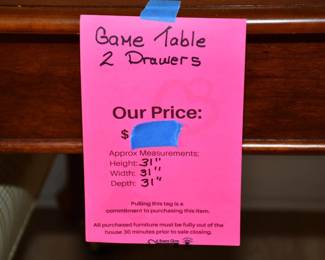 Game Table
2 Drawers
Our Price:
$
Approx Measurements:
Height: 31"
Width: 31"
Depth: 31"
Pulling this tag is a
commitment to purchasing this item.
All purchased furniture must be fully out of the
house 30 minutes prior to sale closing.